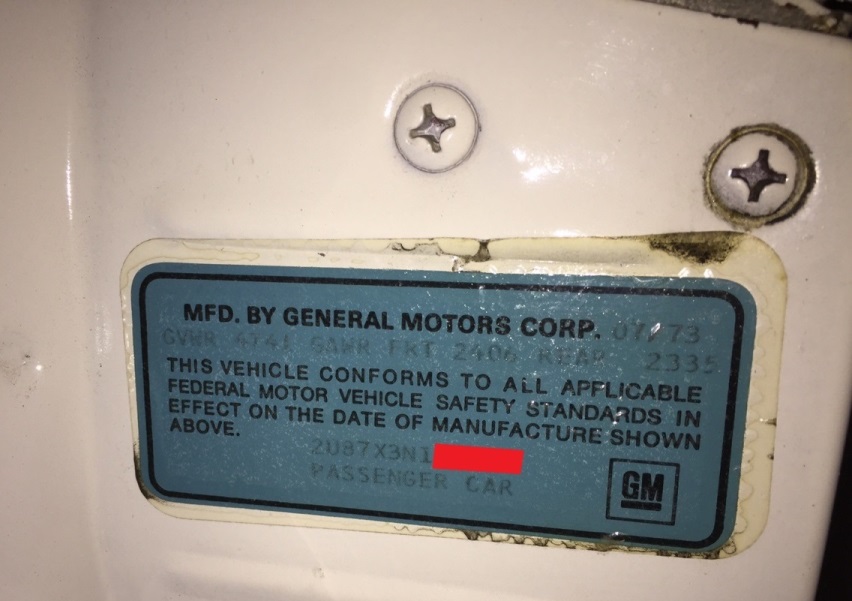 MFD. BY GENERAL MOTORS CORP. 07/73
GVWR 4741 GAWR FRT 2406 REAR 2335
THIS VEHICLE CONFORMS TO ALL APPLICABLE
FEDERAL MOTOR VEHICLE SAFETY STANDARDS IN
EFFECT ON THE DATE OF MANUFACTURE SHOWN
ABOVE.
2U87X3N1
PASSENGER CAR
GM